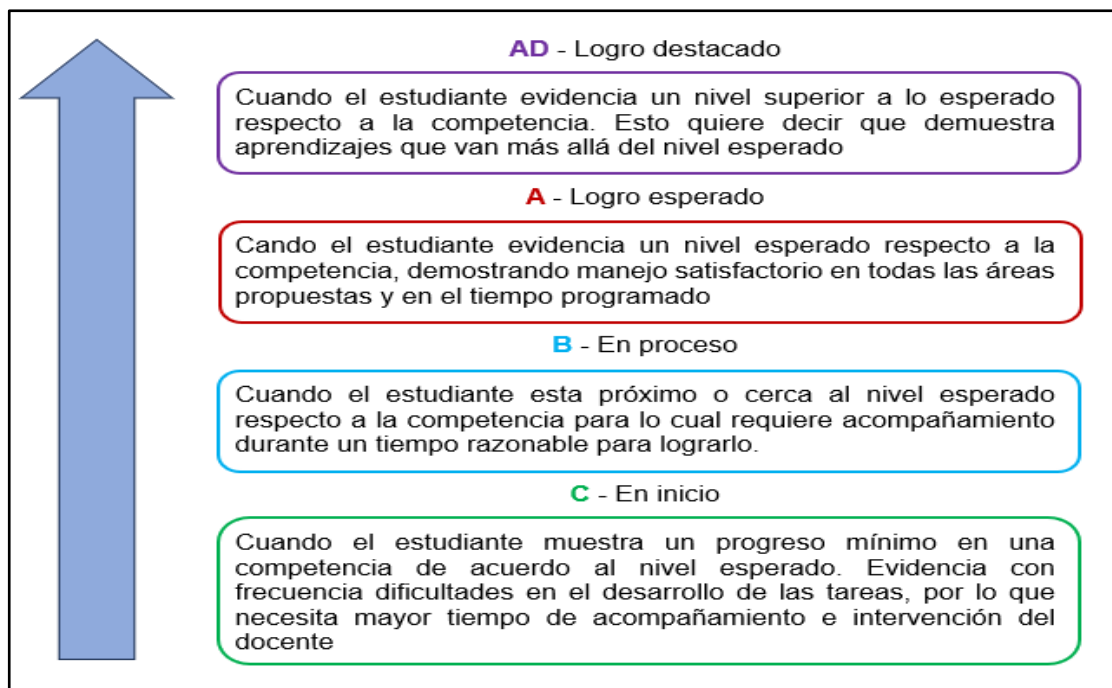 AD - Logro destacado
Cuando el estudiante evidencia un nivel superior a lo esperado
respecto a la competencia. Esto quiere decir que demuestra
aprendizajes que van más allá del nivel esperado
A - Logro esperado
Cando el estudiante evidencia un nivel esperado respecto a la
competencia, demostrando manejo satisfactorio en todas las áreas
propuestas y en el tiempo programado
B - En proceso
Cuando el estudiante esta próximo o cerca al nivel esperado
respecto a la competencia para lo cual requiere acompañamiento
durante un tiempo razonable para lograrlo.
C - En inicio
Cuando el estudiante muestra un progreso mínimo en una
competencia de acuerdo al nivel esperado. Evidencia con
frecuencia dificultades en el desarrollo de las tareas, por lo que
necesita mayor tiempo de acompañamiento e intervención del
docente